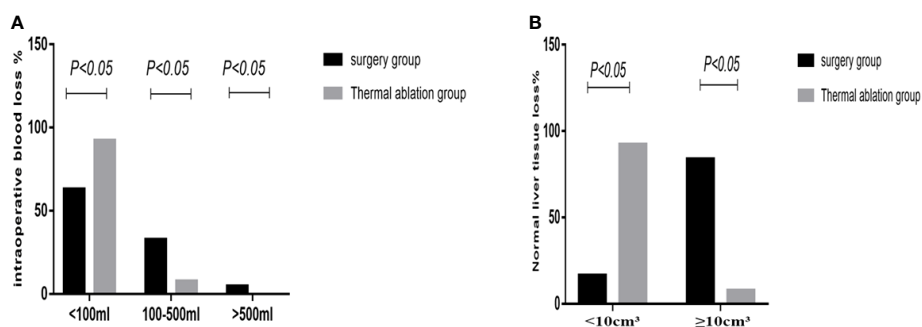 A
150
100
50
0
intraoperative blood loss %
P<0.05
P<0.05
P<0.05
<100ml
100-500ml
>500ml
surgery group
Thermal ablation group
B
150
100
50
0
Normal liver tissue loss%
P<0.05
P<0.05
<10cm³
≥10cm³
surgery group
Thermal ablation group